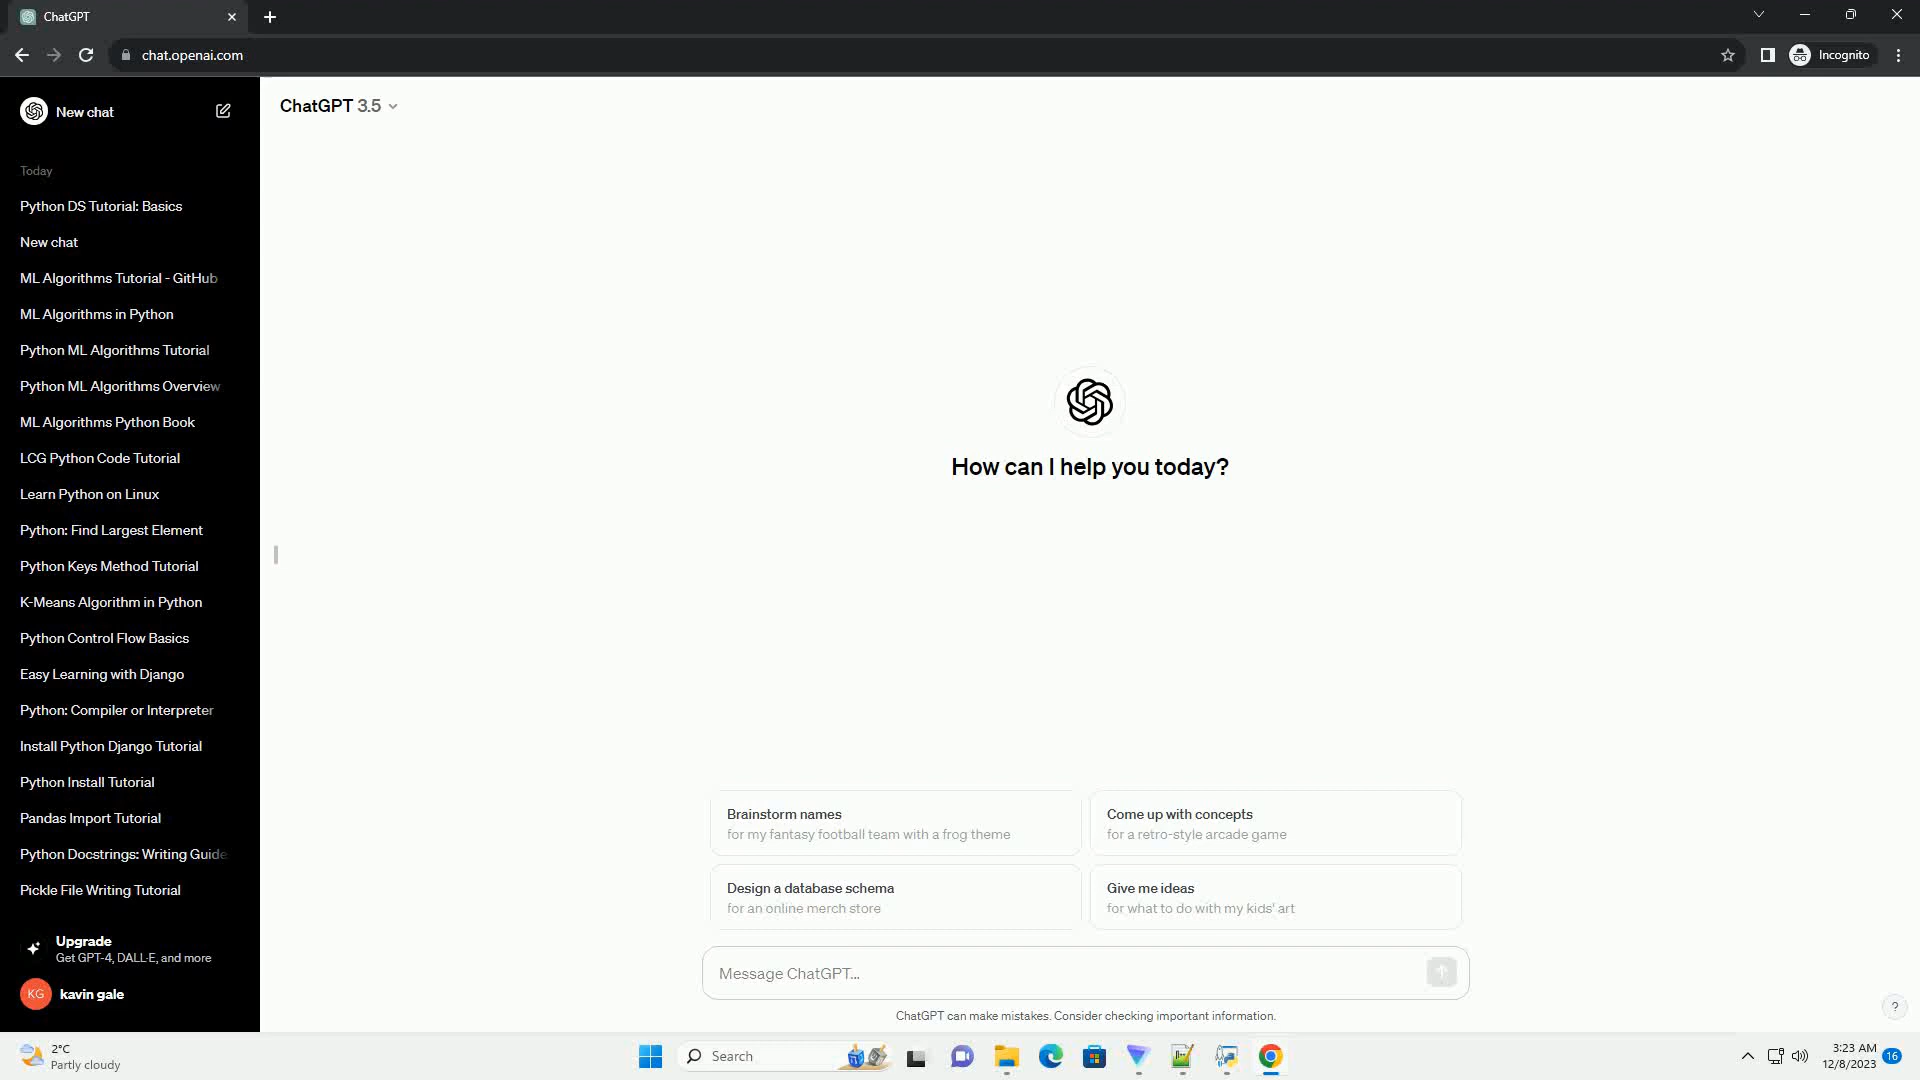 ChatGPT
chat.openai.com
Incognito
New chat
ChatGPT 3.5
Today
Python DS Tutorial: Basics
New chat
ML Algorithms Tutorial - GitHub
ML Algorithms in Python
Python ML Algorithms Tutorial
Python ML Algorithms Overview
ML Algorithms Python Book
LCG Python Code Tutorial
Learn Python on Linux
Python: Find Largest Element
Python Keys Method Tutorial
K-Means Algorithm in Python
Python Control Flow Basics
Easy Learning with Django
Python: Compiler or Interpreter
Install Python Django Tutorial
Python Install Tutorial
Pandas Import Tutorial
Python Docstrings: Writing Guide
Pickle File Writing Tutorial
Upgrade
Get GPT-4, DALL·E, and more
KG kavin gale
How can I help you today?
Brainstorm names
for my fantasy football team with a frog theme
Come up with concepts
for a retro-style arcade game
Design a database schema
for an online merch store
Give me ideas
for what to do with my kids' art
Message ChatGPT...
ChatGPT can make mistakes. Consider checking important information.
?
2°C
Partly cloudy
Search
3:23 AM
12/8/2023
16